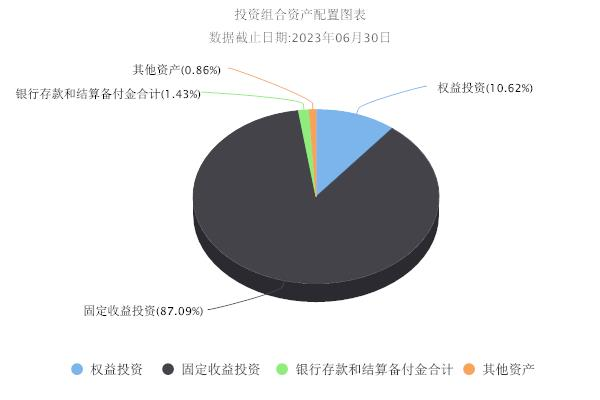 投资组合资产配置图表
数据截止日期:2023年06月30日
其他资产(0.86%)
权益投资(10.62%)
银行存款和结算备付金合计(1.43%)
固定收益投资(87.09%)
权益投资 固定收益投资 银行存款和结算备付金合计 其他资产